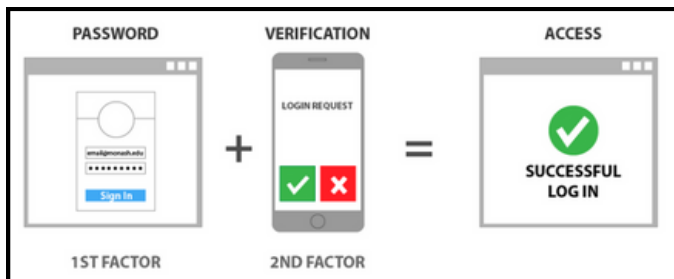 PASSWORD
VERIFICATION
ACCESS
email@monash.edu
Sign In
1ST FACTOR
+
LOGIN REQUEST
2ND FACTOR
=
SUCCESSFUL
LOG IN